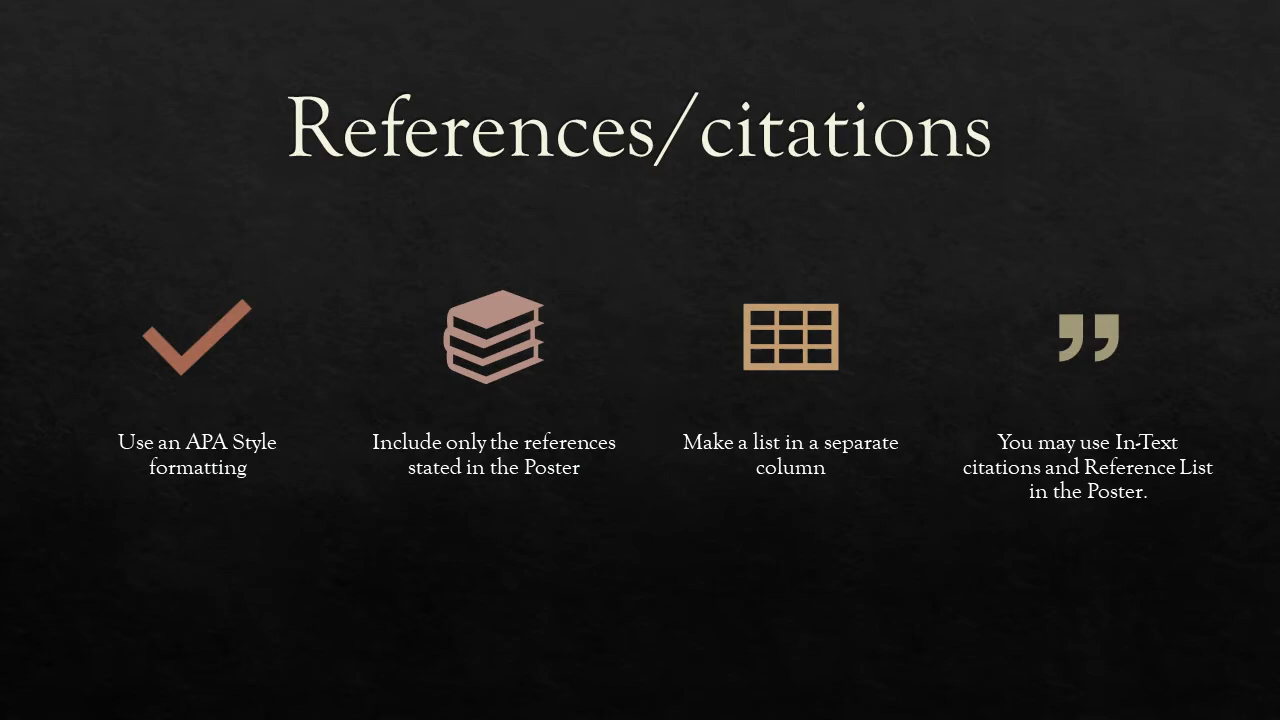 References/citations
Use an APA Style
formatting
Include only the references
stated in the Poster
Make a list in a separate
column
You may use In-Text
citations and Reference List
in the Poster.